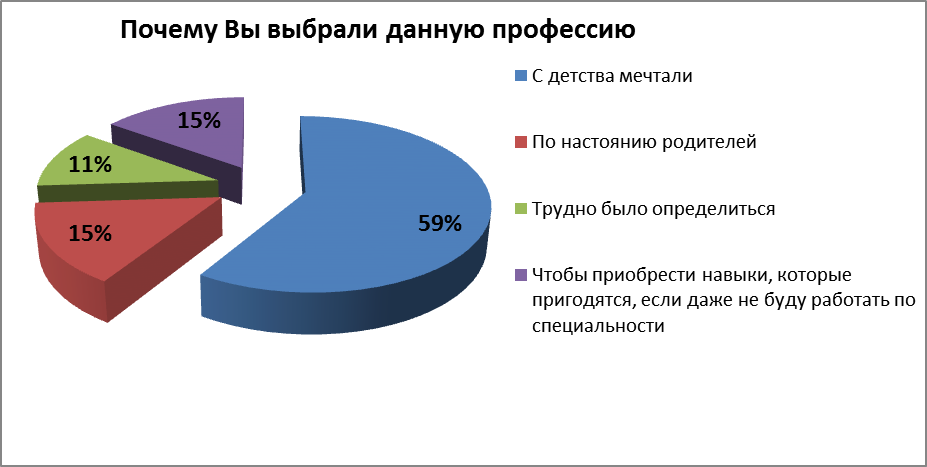 Почему Вы выбрали данную профессию
15%
11%
15%
59%
С детства мечтали
По настоянию родителей
Трудно было определиться
Чтобы приобрести навыки, которые
пригодятся, если даже не буду работать по
специальности